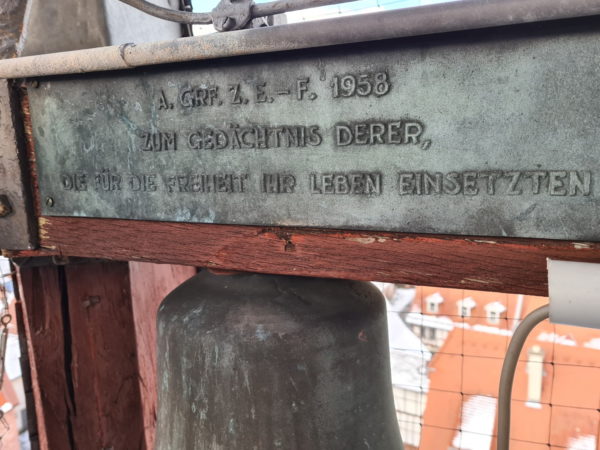 A. GRF. Z. E.-F. 1958
ZUM GEDÄCHTNIS DERER,
DIE FÜR DIE FREIHEIT IHR LEBEN EINSETZTEN